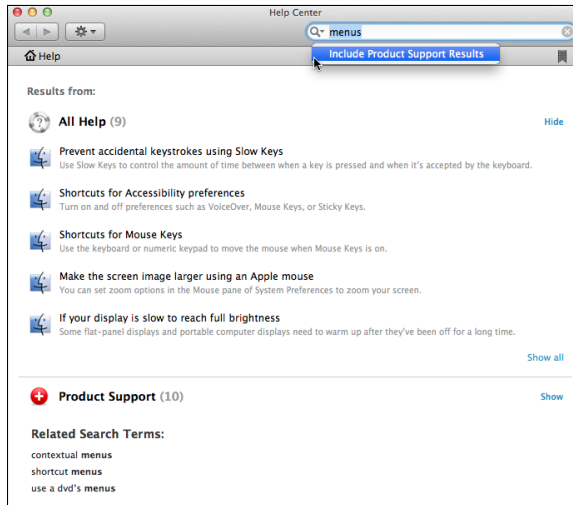 Help Center
menus
Include Product Support Results
Help
Results from:
All Help (9)
Hide
Prevent accidental keystrokes using Slow Keys
Use Slow Keys to control the amount of time between when a key is pressed and when it's accepted by the keyboard.
Shortcuts for Accessibility preferences
Turn on and off preferences such as VoiceOver, Mouse Keys, or Sticky Keys.
Shortcuts for Mouse Keys
Use the keyboard or numeric keypad to move the mouse when Mouse Keys is on.
Make the screen image larger using an Apple mouse
You can set zoom options in the Mouse pane of System Preferences to zoom your screen.
If your display is slow to reach full brightness
Some flat-panel displays and portable computer displays need to warm up after they've been off for a long time.
Show all
Product Support (10)
Show
Related Search Terms:
contextual menus
shortcut menus
use a dvd's menus